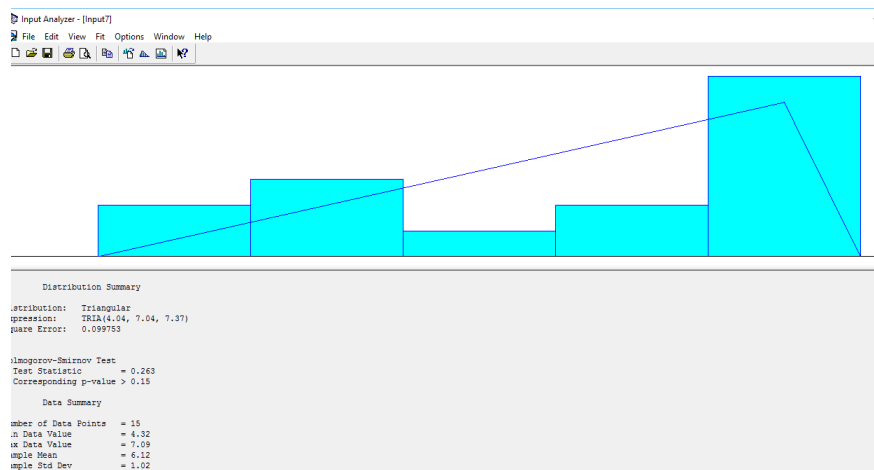 Input Analyzer - [Input7]
File Edit View Fit Options Window Help
Distribution Summary
istribution: Triangular
xpression: TRIA(4.04, 7.04, 7.37)
quare Error: 0.099753
olmogorov-Smirnov Test
Test Statistic = 0.263
Corresponding p-value > 0.15
Data Summary
umber of Data Points = 15
in Data Value = 4.32
ax Data Value = 7.09
ample Mean = 6.12
ample Std Dev = 1.02